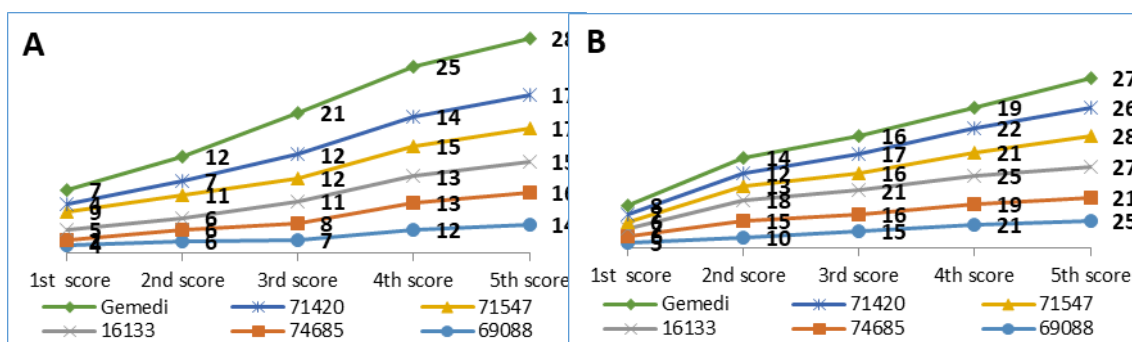 A
7 12 21 25 28
4 7 12 14 17
9 11 12 15 17
5 6 11 13 15
8 13 16
4 6 7 12 14
1st score 2nd score 3rd score 4th score 5th score
Gemedi 71420 71547
16133 74685 69088
B
8 14 16 19 27
12 17 22 26
13 16 21 28
18 21 25 27
15 16 19 21
5 10 15 21 25
1st score 2nd score 3rd score 4th score 5th score
Gemedi 71420 71547
16133 74685 69088